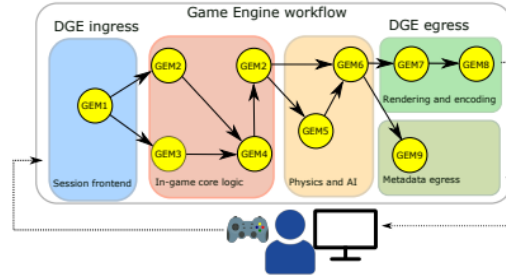 Game Engine workflow
DGE ingress
DGE egress
GEM1
GEM2
GEM3
GEM4
GEM2
GEM5
GEM6
GEM7
GEM8
GEM9
Session frontend
In-game core logic
Physics and AI
Rendering and encoding
Metadata egress